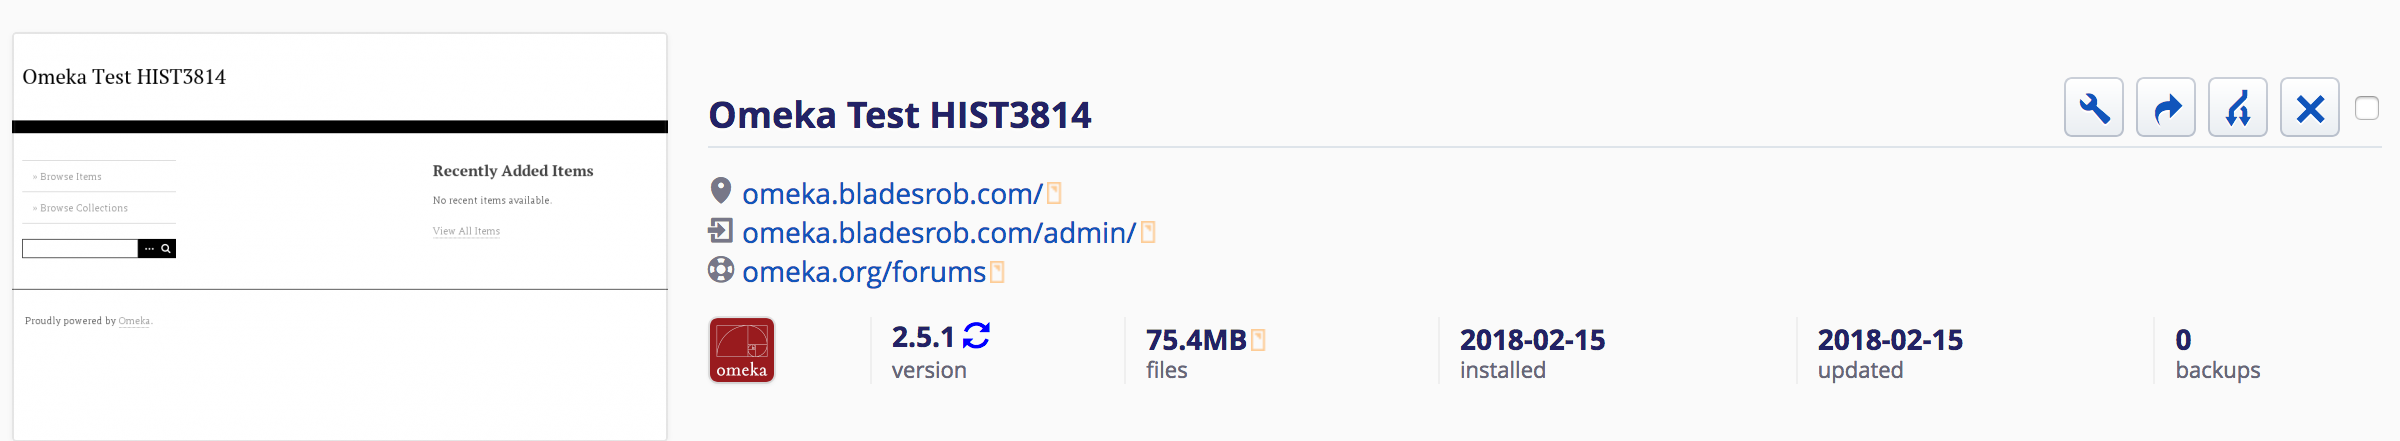 Omeka Test HIST3814
» Browse Items
» Browse Collections
...
Recently Added Items
No recent items available.
View All Items
Proudly powered by Omeka.
Omeka Test HIST3814
omeka.bladesrob.com/
omeka.bladesrob.com/admin/
omeka.org/forums
omeka
2.5.1
version
75.4MB
files
2018-02-15
installed
2018-02-15
updated
0
backups